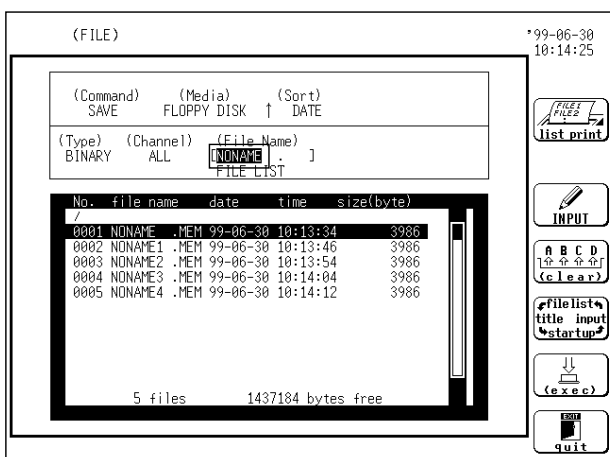 (FILE)
'99-06-30
10:14:25
(Command) (Media) (Sort)
SAVE FLOPPY DISK ↑ DATE
(Type) (Channel) (File Name)
BINARY ALL [NONAME . ]
FILE LIST
No. file name date time size(byte)
/
0001 NONAME .MEM 99-06-30 10:13:34 3986
0002 NONAME1 .MEM 99-06-30 10:13:46 3986
0003 NONAME2 .MEM 99-06-30 10:13:54 3986
0004 NONAME3 .MEM 99-06-30 10:14:04 3986
0005 NONAME4 .MEM 99-06-30 10:14:12 3986
5 files 1437184 bytes free
FILE1
FILE2
list print
INPUT
A B C D
(clear)
file list
title input
startup
(exec)
EXIT
quit